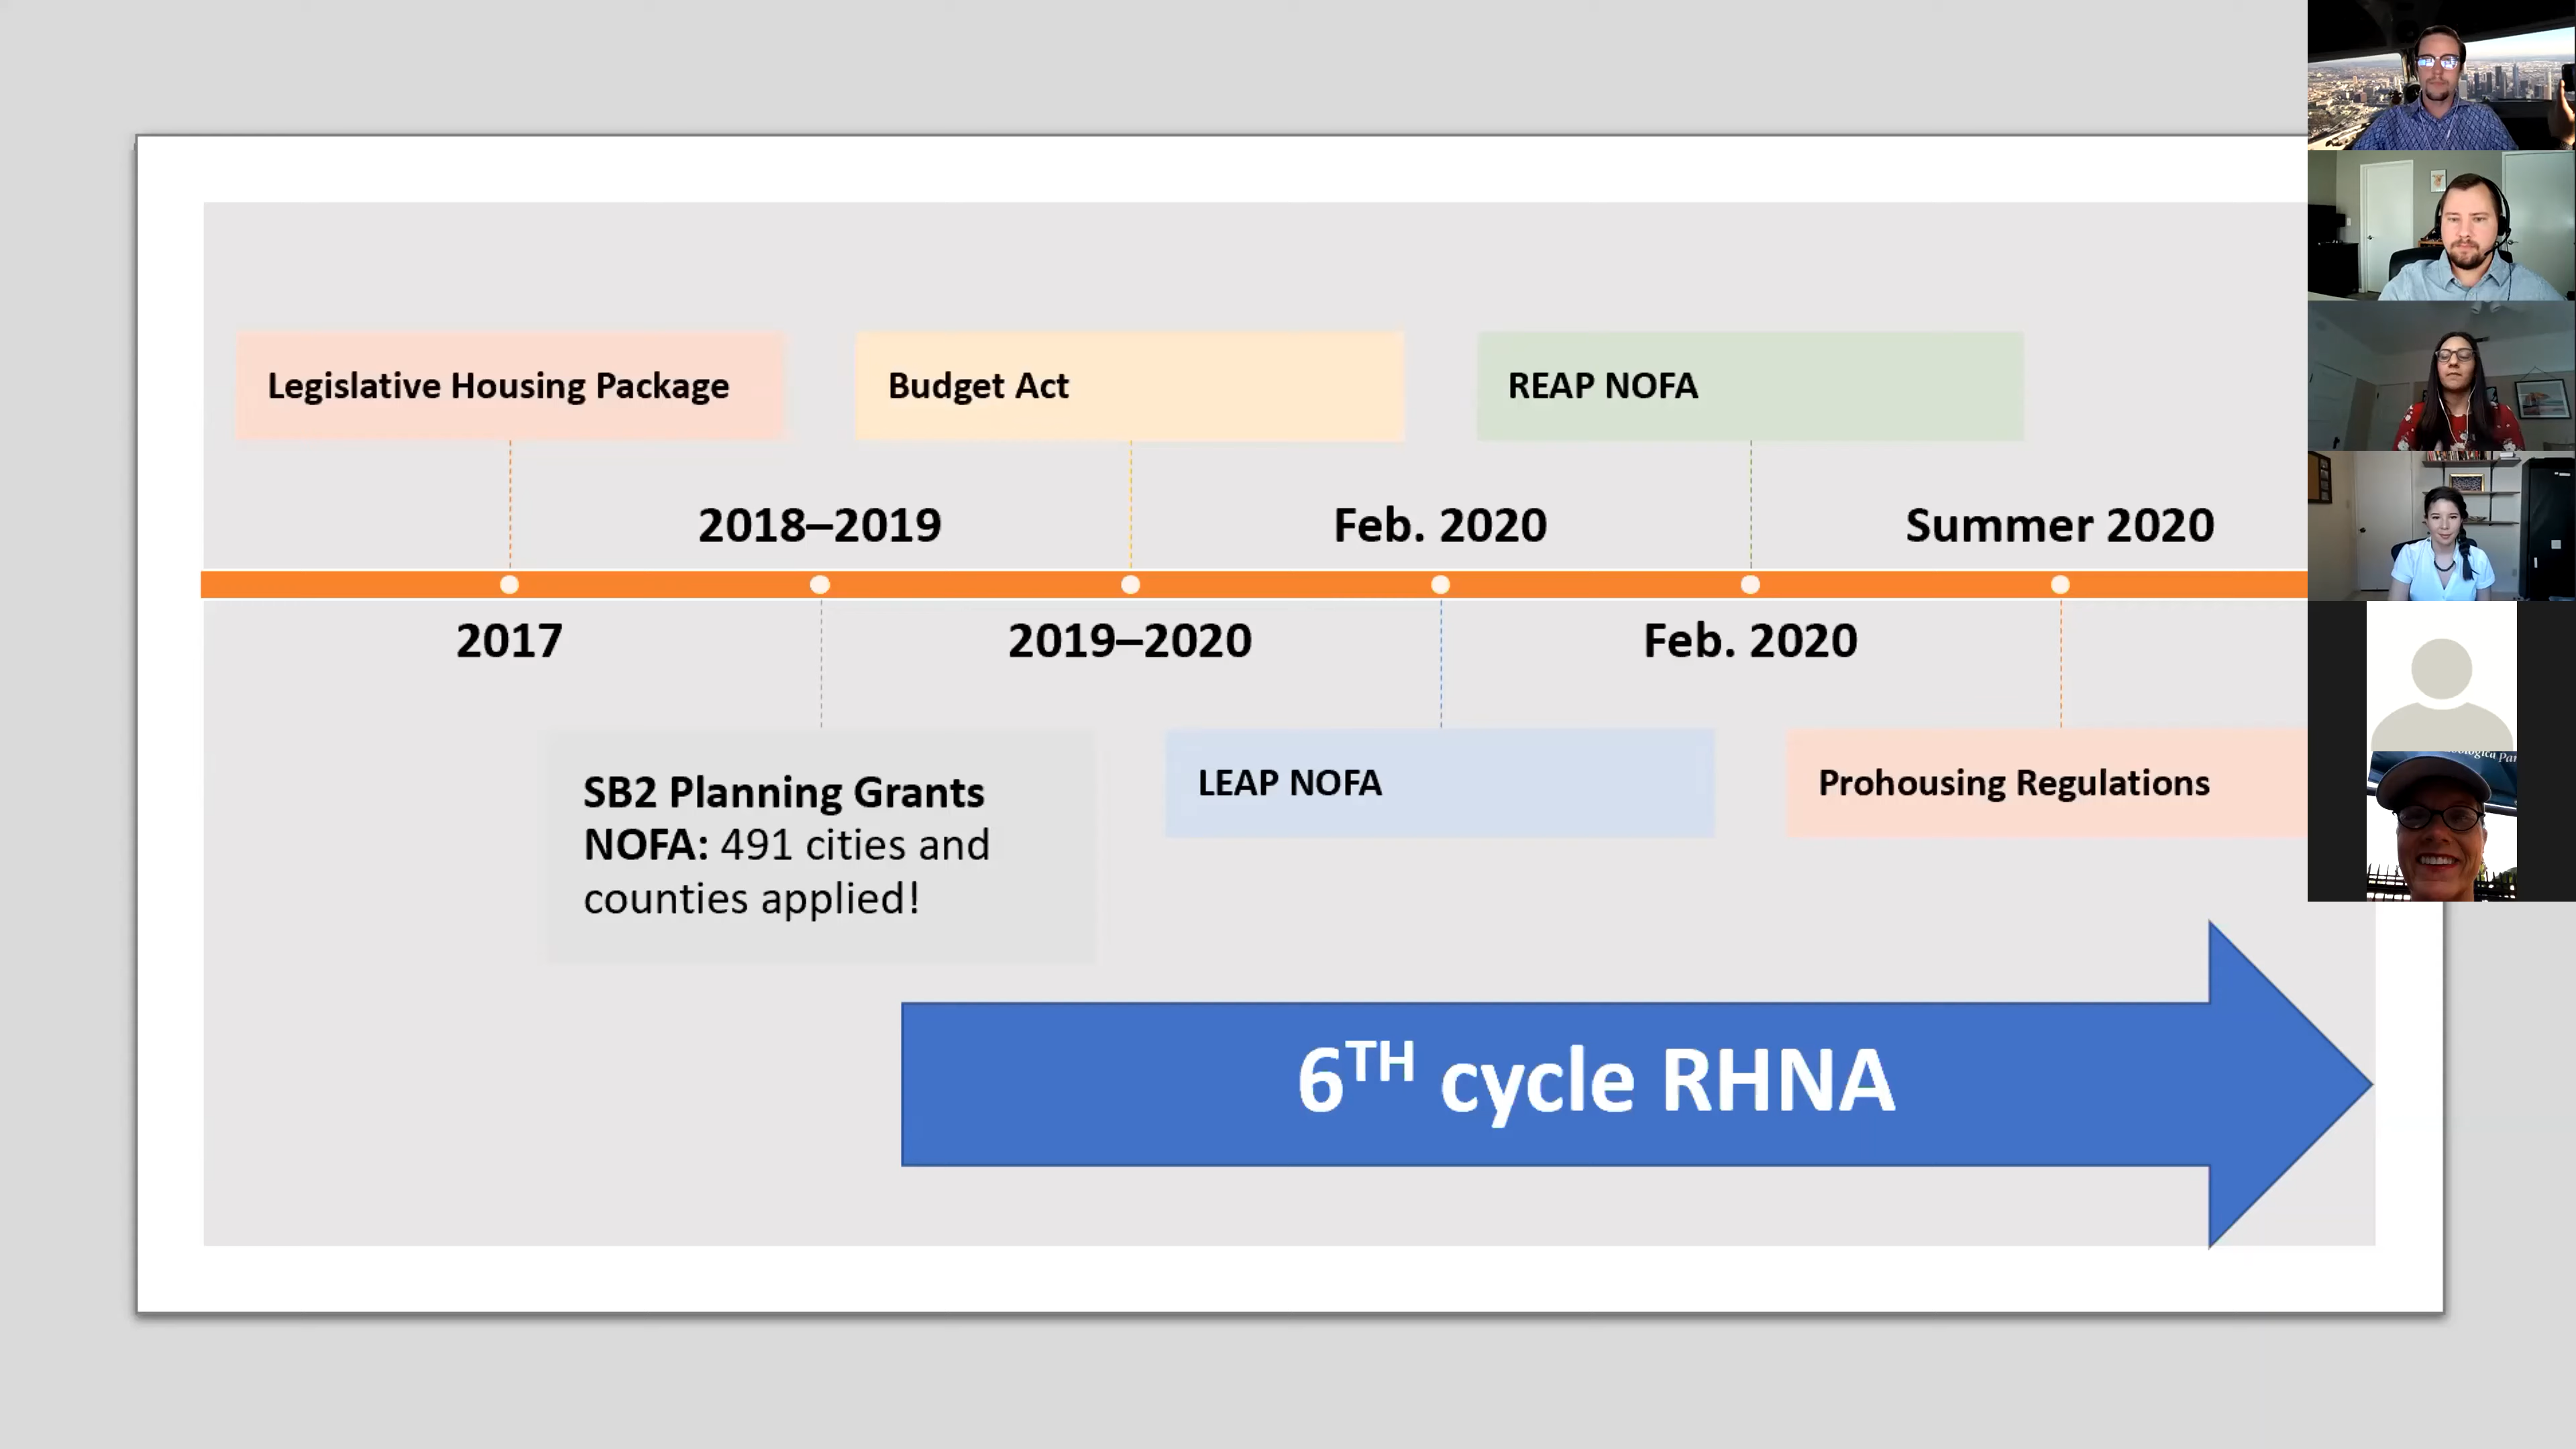 Legislative Housing Package
Budget Act
REAP NOFA
2018–2019
Feb. 2020
Summer 2020
2017
2019–2020
Feb. 2020
SB2 Planning Grants
NOFA: 491 cities and
counties applied!
LEAP NOFA
Prohousing Regulations
6TH cycle RHNA